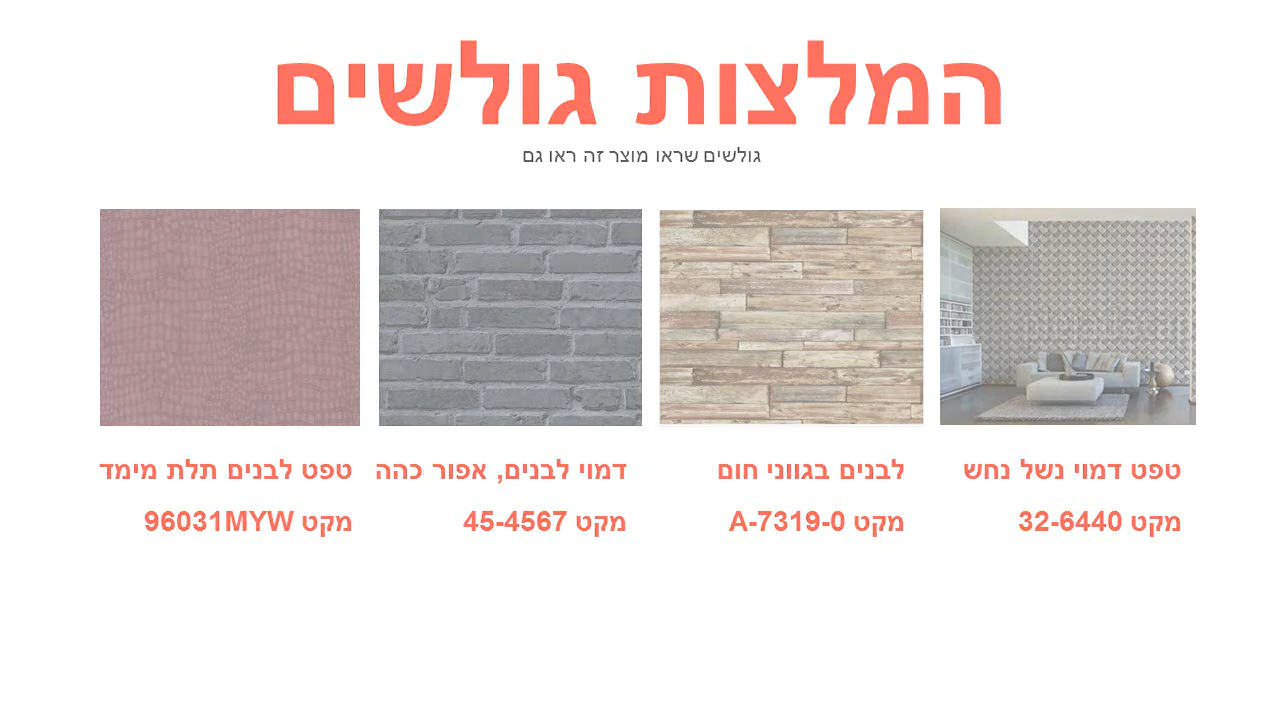 המלצות גולשים
גולשים שראו מוצר זה ראו גם
טפט דמוי נשל נחש
מקט 32-6440
לבנים בגווני חום
מקט A-7319-0
דמוי לבנים, אפור כהה
מקט 45-4567
טפט לבנים תלת מימד
מקט 96031MYW